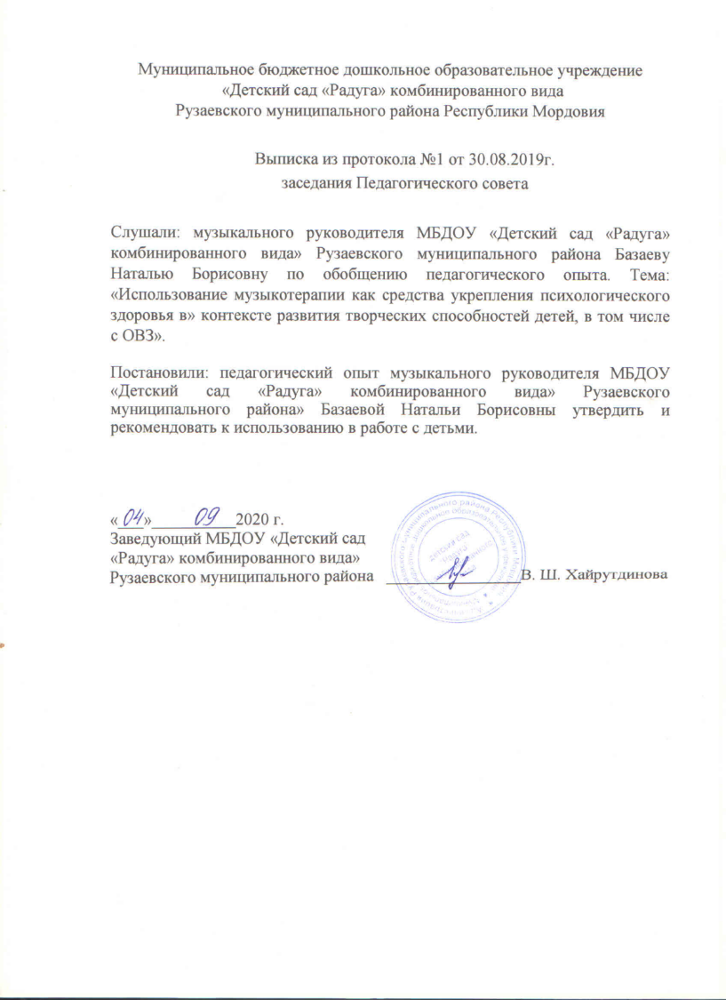 Муниципальное бюджетное дошкольное образовательное учреждение
«Детский сад «Радуга» комбинированного вида
Рузаевского муниципального района Республики Мордовия
Выписка из протокола №1 от 30.08.2019г.
заседания Педагогического совета
Слушали: музыкального руководителя МБДОУ «Детский сад «Радуга»
комбинированного вида» Рузаевского муниципального района Базаеву
Наталью Борисовну по обобщению педагогического опыта. Тема:
«Использование музыкотерапии как средства укрепления психологического
здоровья в» контексте развития творческих способностей детей, в том числе
с ОВЗ».
Постановили: педагогический опыт музыкального руководителя МБДОУ
«Детский сад «Радуга» комбинированного вида» Рузаевского
муниципального района» Базаевой Натальи Борисовны утвердить и
рекомендовать к использованию в работе с детьми.
«04» 09 2020 г.
Заведующий МБДОУ «Детский сад
«Радуга» комбинированного вида»
Рузаевского муниципального района В. Ш. Хайрутдинова